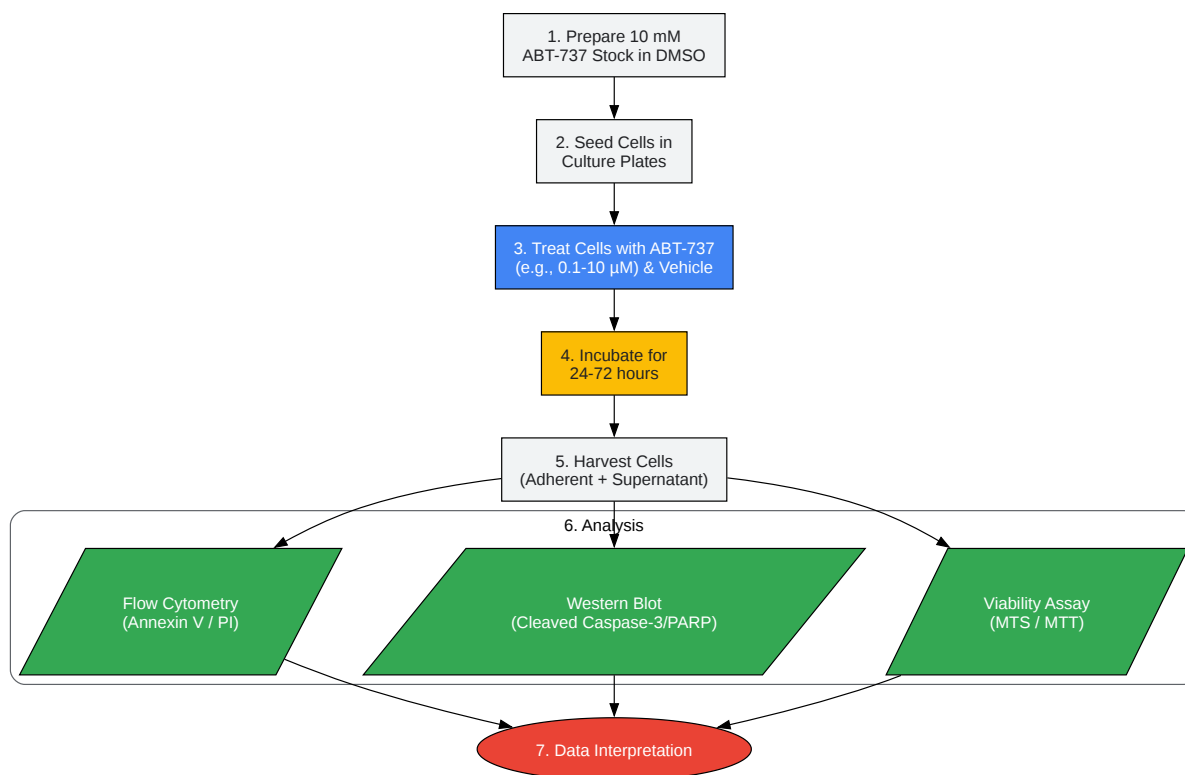 1. Prepare 10 mM
ABT-737 Stock in DMSO
2. Seed Cells in
Culture Plates
3. Treat Cells with ABT-737
(e.g., 0.1-10 µM) & Vehicle
4. Incubate for
24-72 hours
5. Harvest Cells
(Adherent + Supernatant)
6. Analysis
Flow Cytometry
(Annexin V / PI)
Western Blot
(Cleaved Caspase-3/PARP)
Viability Assay
(MTS / MTT)
7. Data Interpretation